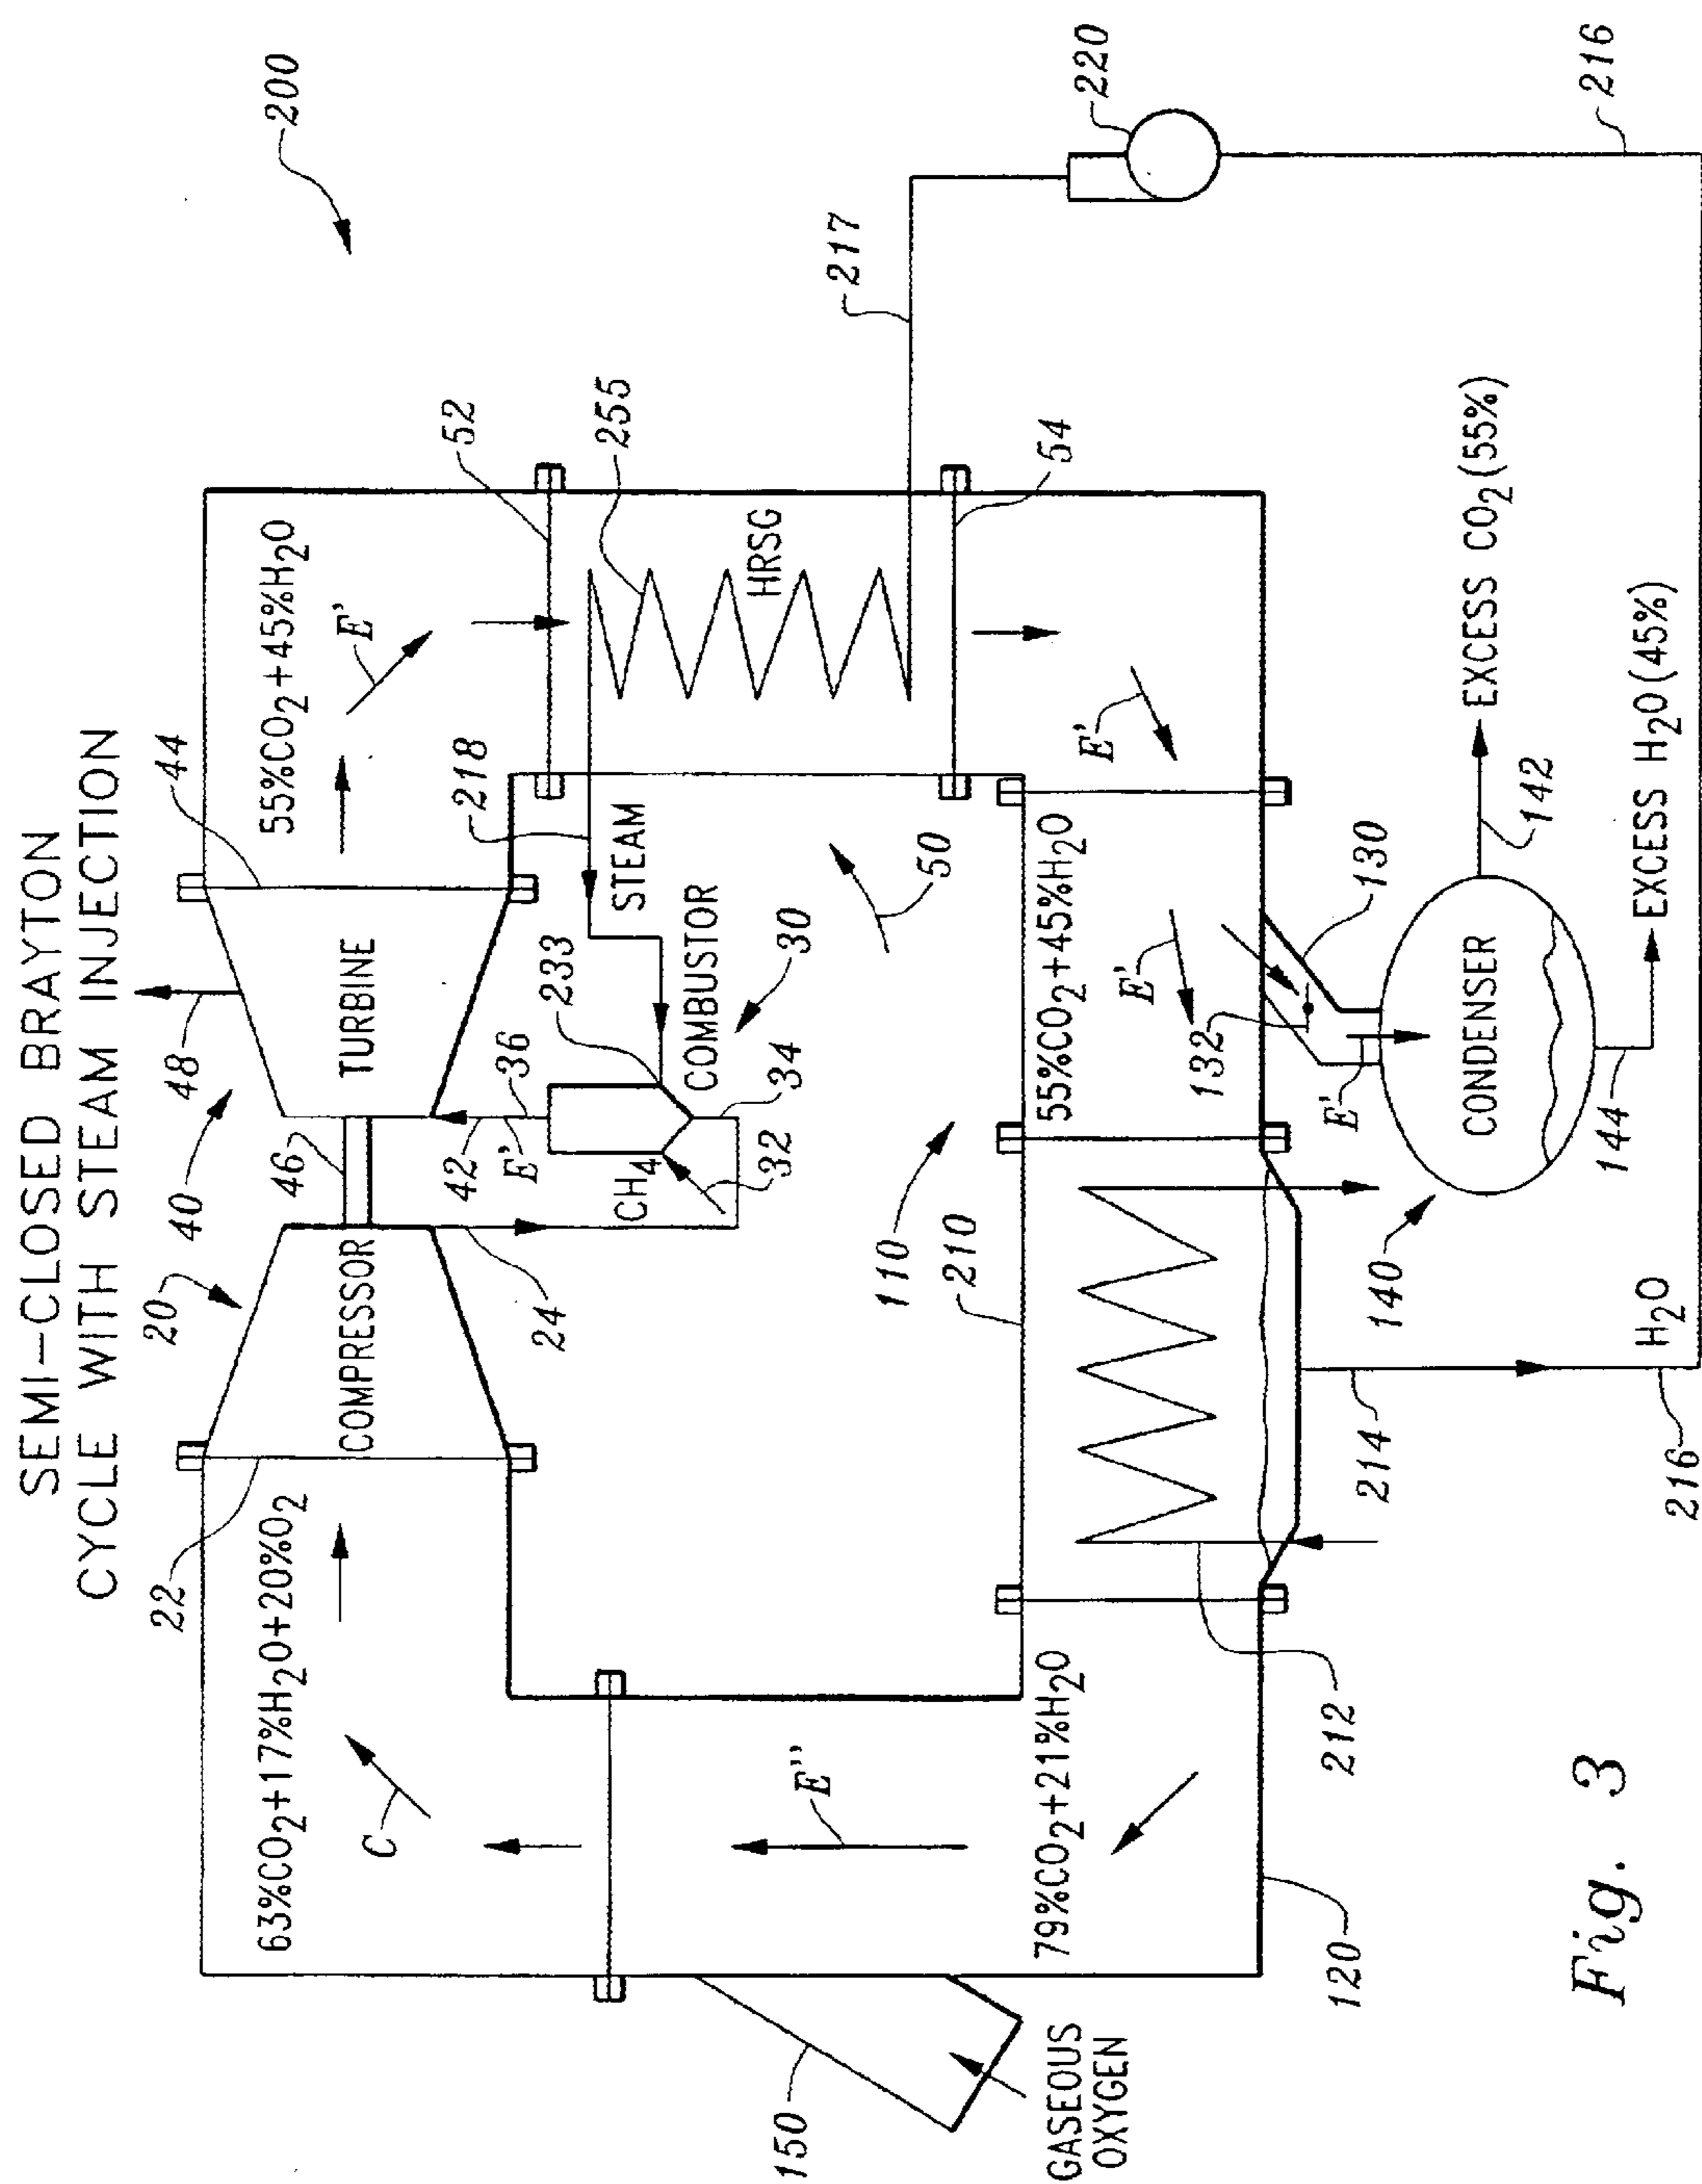 SEMI-CLOSED BRAYTON
CYCLE WITH STEAM INJECTION
200
20
40
48
44
22
46
63%CO2+17%H2O+20%O2
COMPRESSOR
TURBINE
55%CO2+45%H2O
C
E'
24
42
36
E'
CH4
32
34
233
COMBUSTOR
30
STEAM
218
52
255
HRSG
217
220
150
GASEOUS
OXYGEN
E''
110
210
50
54
79%CO2+21%H2O
55%CO2+45%H2O
E'
E'
132
130
E'
120
212
214
140
CONDENSER
142
EXCESS CO2(55%)
144
EXCESS H2O(45%)
216
H2O
216
Fig. 3